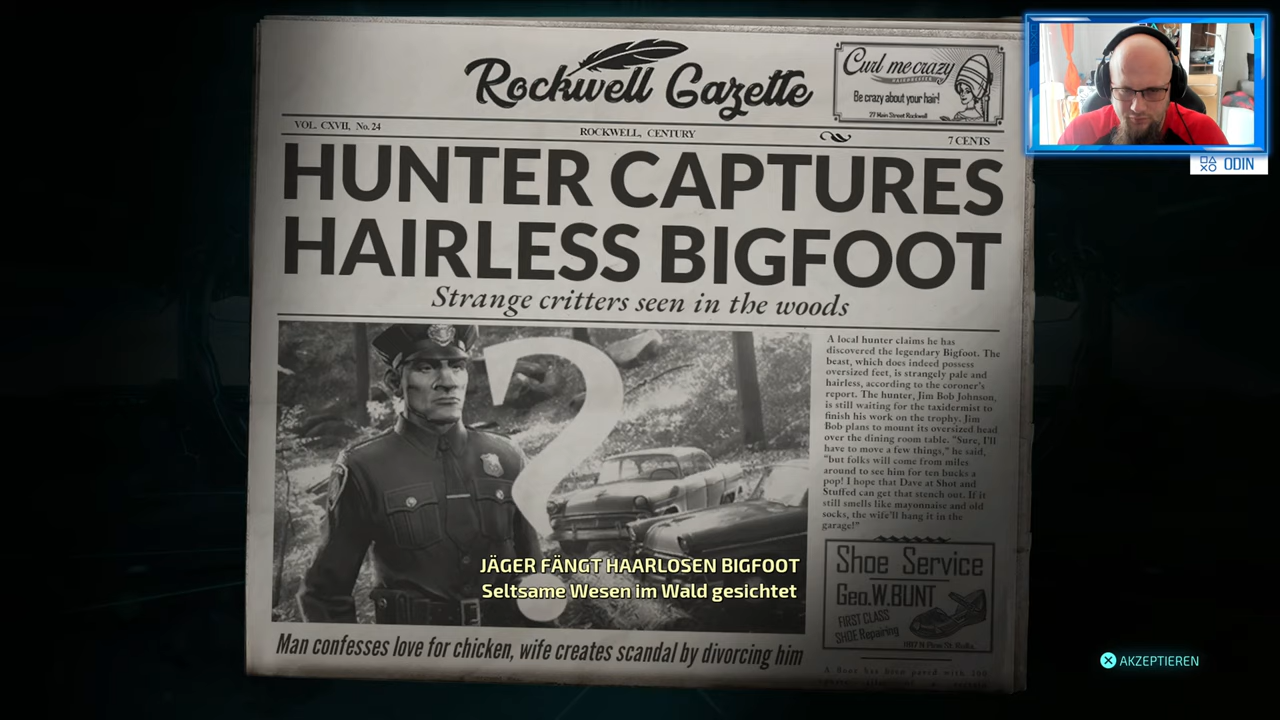 Rockwell Gazette
Curl me crazy
Be crazy about your hair!
27 Main Street Rockwell
VOL. CXVII, No. 24
ROCKWELL, CENTURY
7 CENTS
HUNTER CAPTURES
HAIRLESS BIGFOOT
Strange critters seen in the woods
A local hunter claims he has
discovered the legendary Bigfoot. The
beast, which does indeed possess
oversized feet, is strangely pale and
hairless, according to the coroner's
report. The hunter, Jim Bob Johnson,
is still waiting for the taxidermist to
finish his work on the trophy. Jim
Bob plans to mount its oversized head
over the dining room table. "Sure, I'll
have to move a few things," he said,
"but folks will come from miles
around to see him for ten bucks a
pop! I hope that Dave at Shot and
Stuffed can get that stench out. If it
still smells like mayonnaise and old
socks, the wife'll hang it in the
garage!"
?
JÄGER FÄNGT HAARLOSEN BIGFOOT
Seltsame Wesen im Wald gesichtet
Man confesses love for chicken, wife creates scandal by divorcing him
Shoe Service
Geo.W.BUNT
FIRST CLASS
SHOE Repairing
ODIN
AKZEPTIEREN